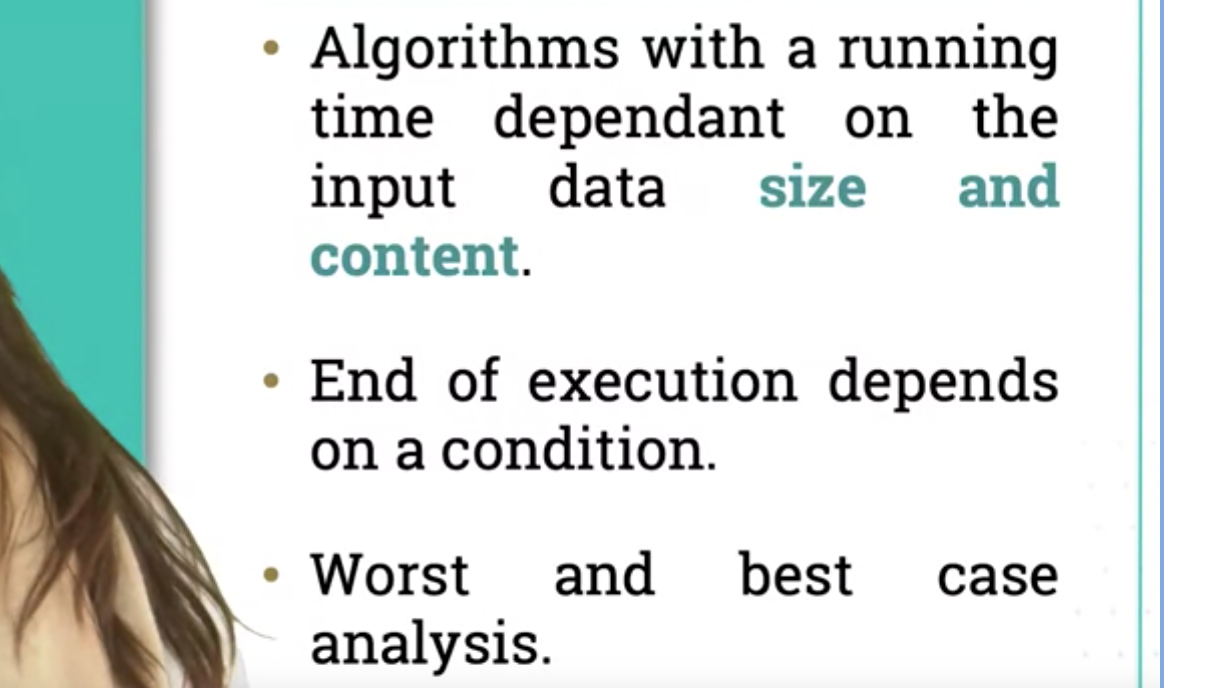 • Algorithms with a running
time dependant on the
input data size and
content.
• End of execution depends
on a condition.
• Worst and best case
analysis.